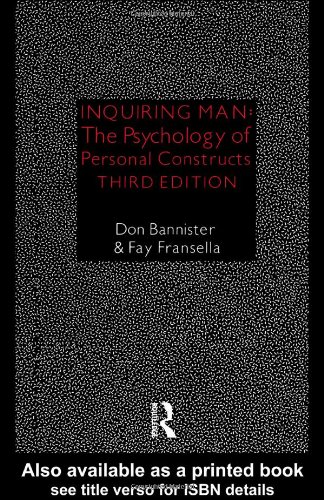 INQUIRING MAN:
The Psychology of
Personal Constructs
THIRD EDITION
Don Bannister
& Fay Fransella
R
Also available as a printed book
see title verso for ISBN details